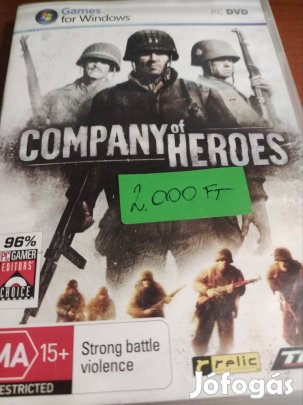 Games
for Windows
PC DVD
COMPANY of HEROES
2.000 FT
96%
PC GAMER
EDITORS'
CHOICE
MA 15+
RESTRICTED
Strong battle
violence
relic
Jófogás